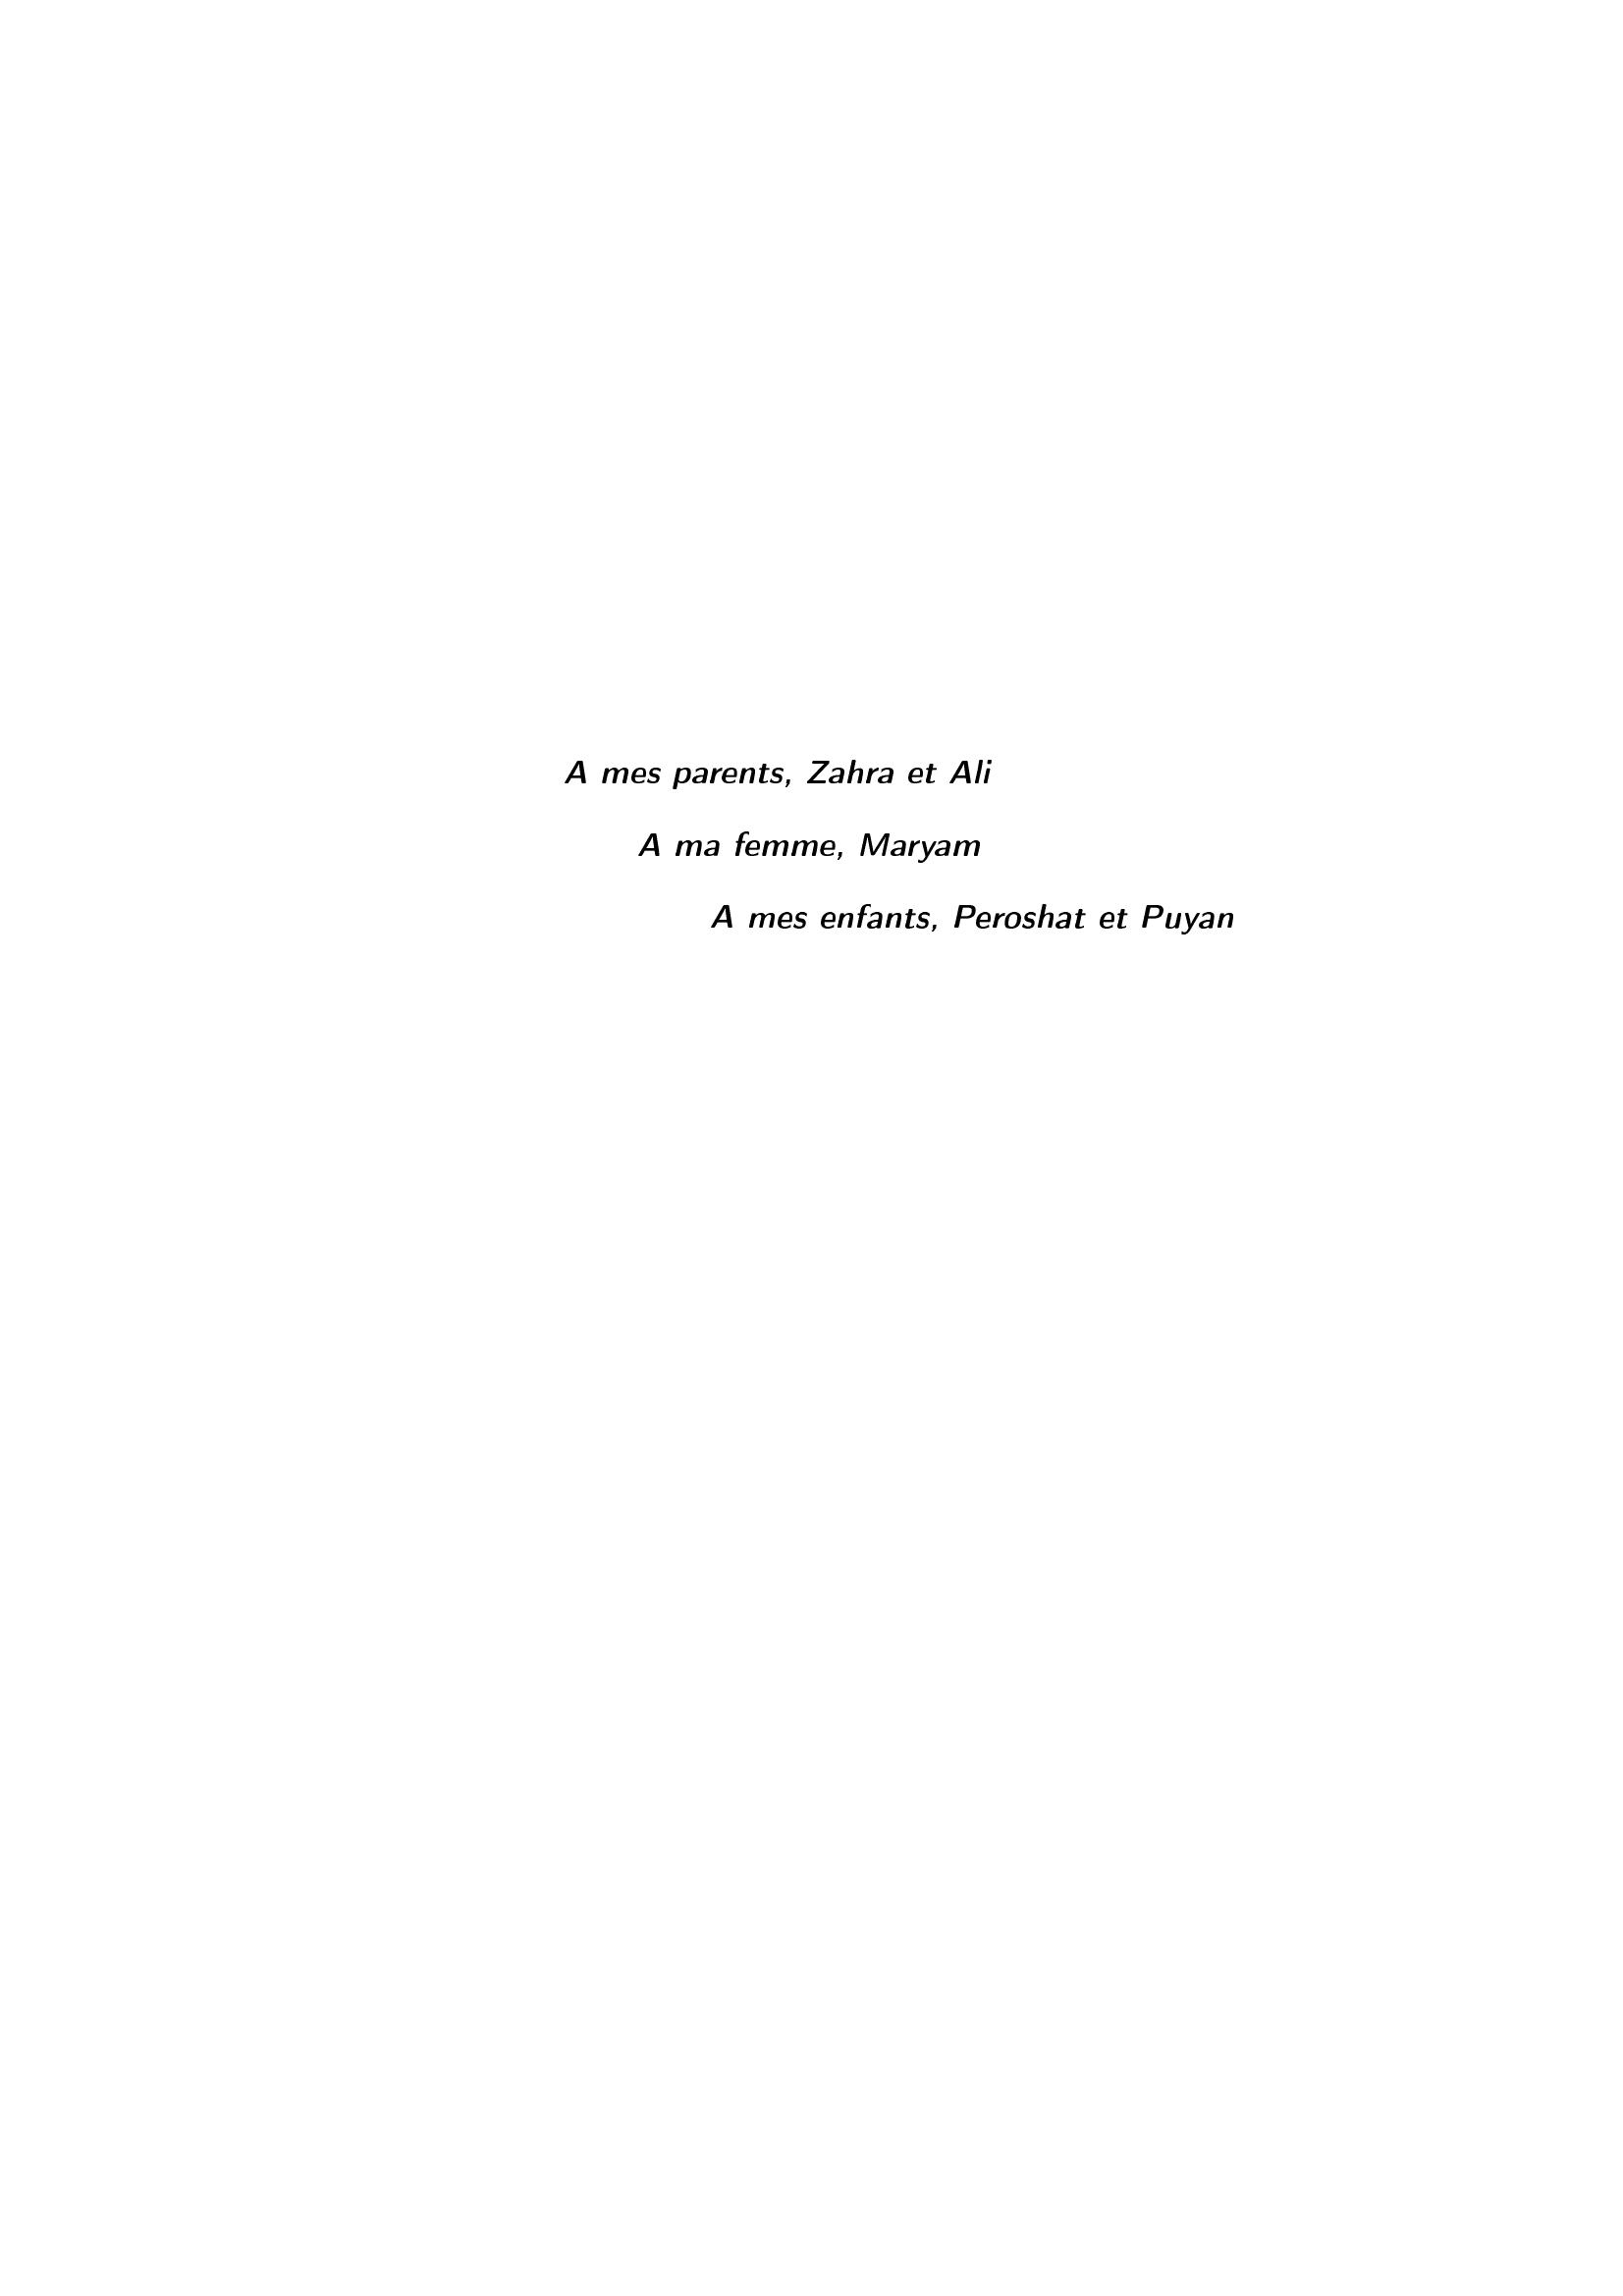 A mes parents, Zahra et Ali
A ma femme, Maryam
A mes enfants, Peroshat et Puyan